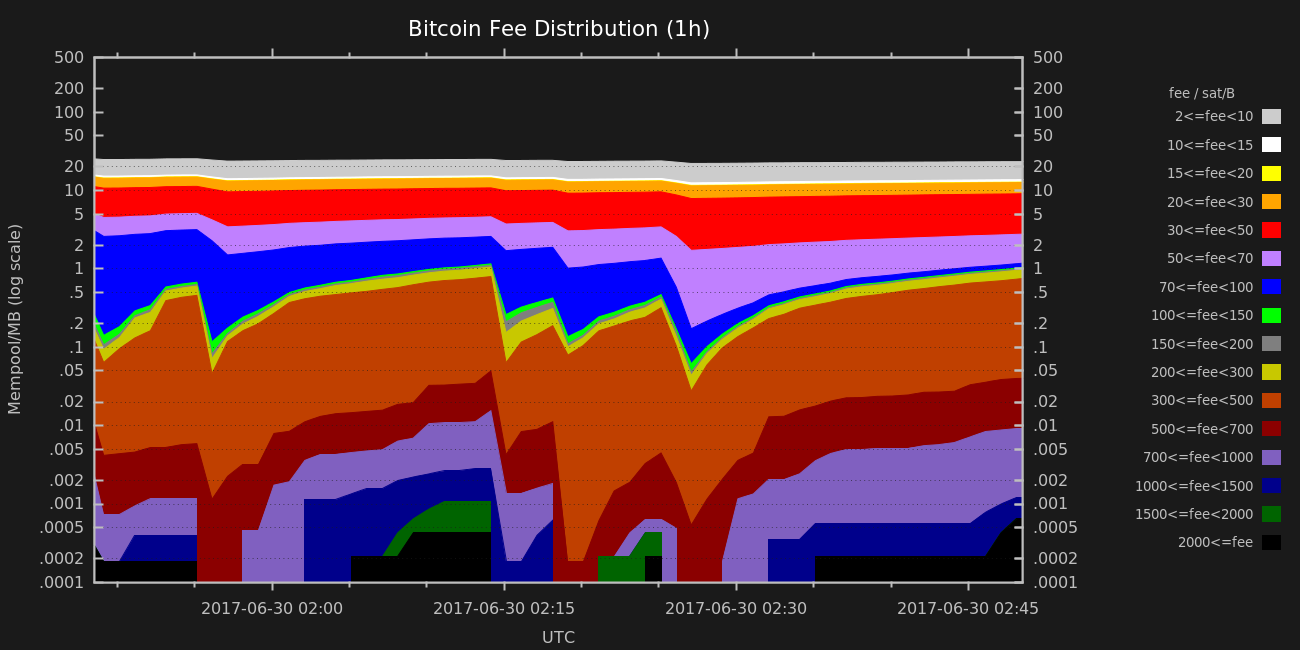 Bitcoin Fee Distribution (1h)
500 500
200 200
100 100
50 50
20 20
10 10
5 5
2 2
1 1
.5 .5
.2 .2
.1 .1
.05 .05
.02 .02
.01 .01
.005 .005
.002 .002
.001 .001
.0005 .0005
.0002 .0002
.0001 .0001
Mempool/MB (log scale)
2017-06-30 02:00 2017-06-30 02:15 2017-06-30 02:30 2017-06-30 02:45
UTC
fee / sat/B
2<=fee<10
10<=fee<15
15<=fee<20
20<=fee<30
30<=fee<50
50<=fee<70
70<=fee<100
100<=fee<150
150<=fee<200
200<=fee<300
300<=fee<500
500<=fee<700
700<=fee<1000
1000<=fee<1500
1500<=fee<2000
2000<=fee